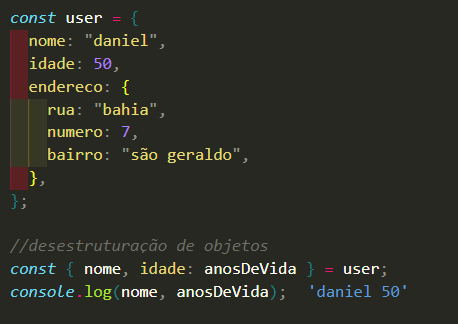 const user = {
  nome: "daniel",
  idade: 50,
  endereco: {
    rua: "bahia",
    numero: 7,
    bairro: "são geraldo",
  },
};

//desestruturação de objetos
const { nome, idade: anosDeVida } = user;
console.log(nome, anosDeVida);  'daniel 50'